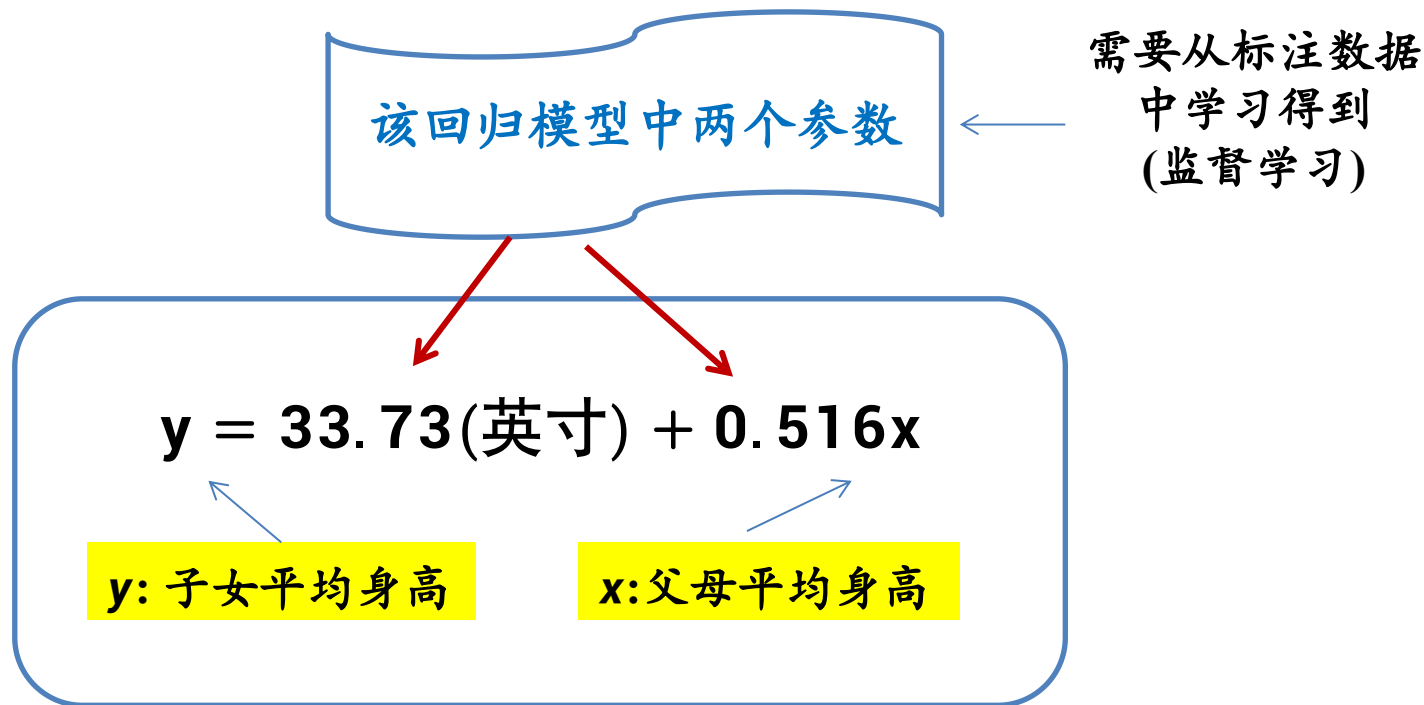 该回归模型中两个参数
需要从标注数据
中学习得到
(监督学习)
y = 33.73(英寸) + 0.516x
y: 子女平均身高
x:父母平均身高